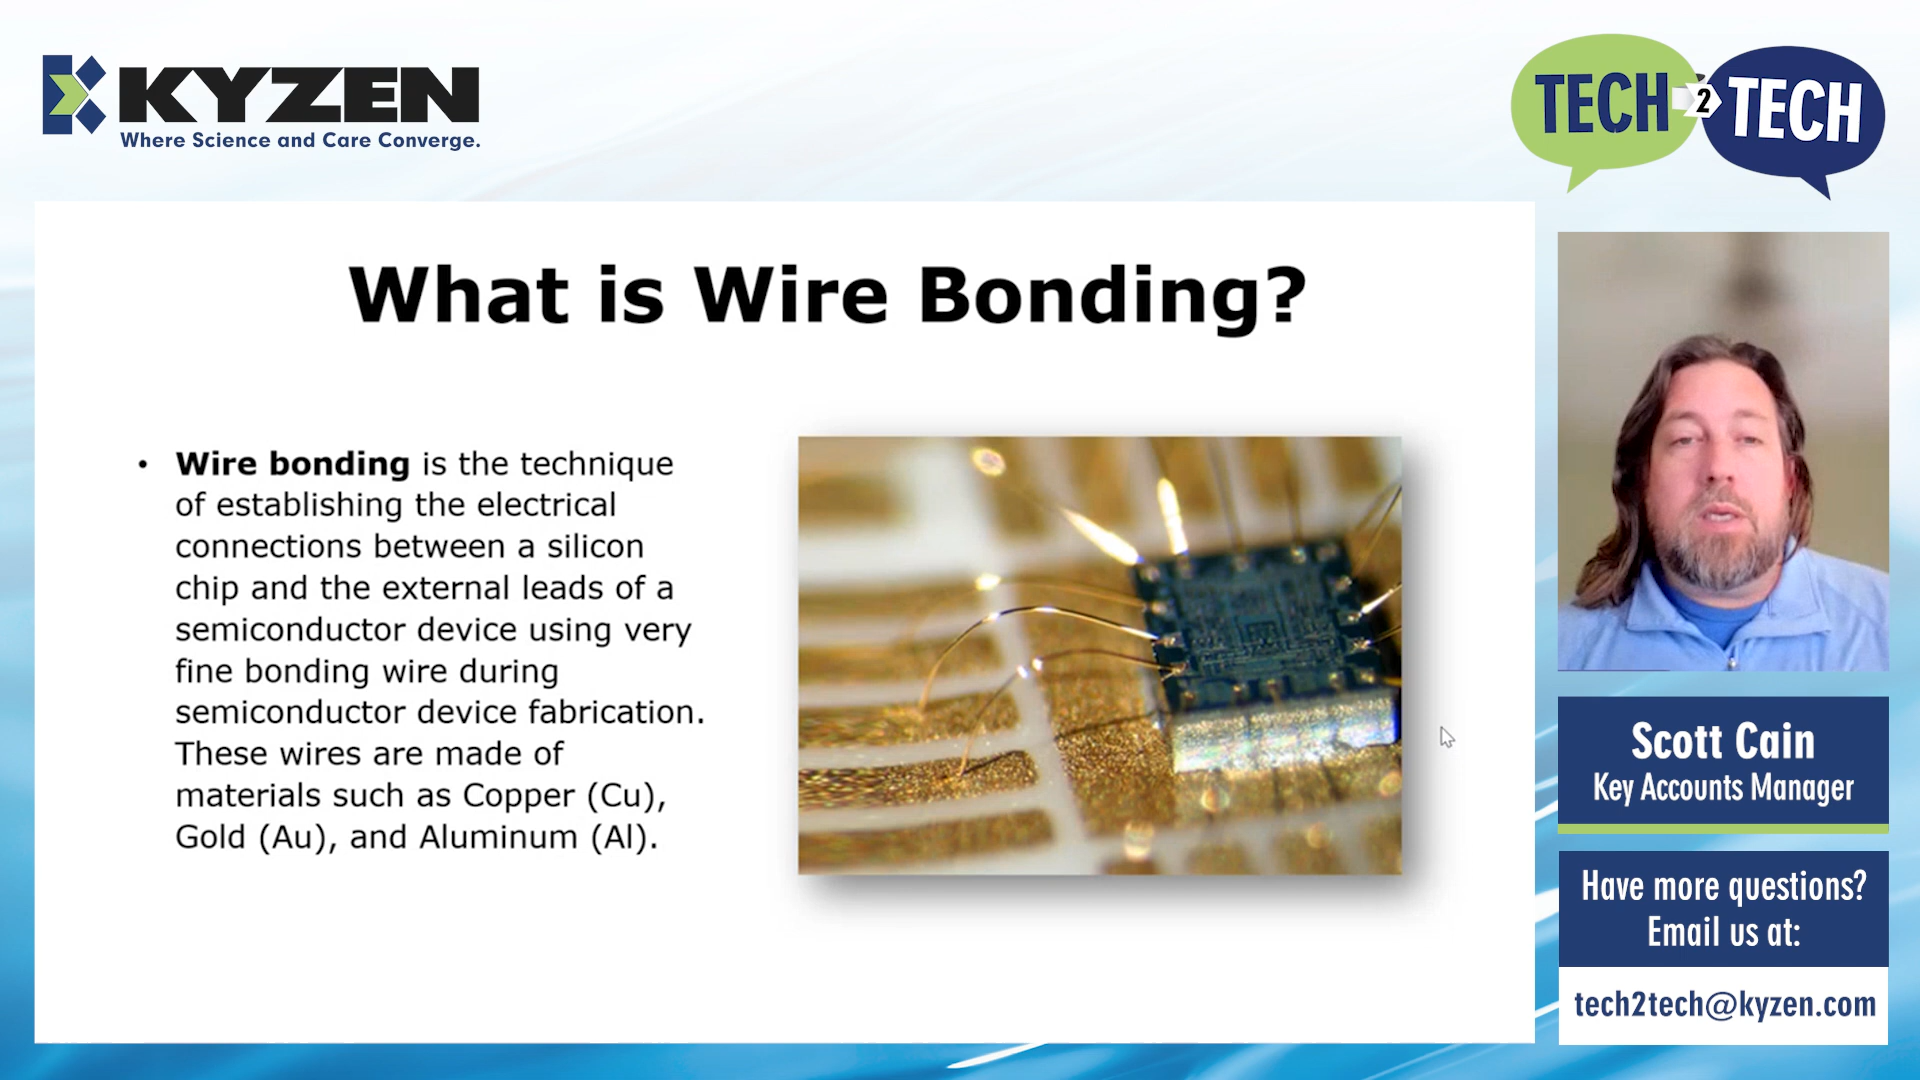 KYZEN
Where Science and Care Converge.
TECH 2 TECH
What is Wire Bonding?
• Wire bonding is the technique
of establishing the electrical
connections between a silicon
chip and the external leads of a
semiconductor device using very
fine bonding wire during
semiconductor device fabrication.
These wires are made of
materials such as Copper (Cu),
Gold (Au), and Aluminum (Al).
Scott Cain
Key Accounts Manager
Have more questions?
Email us at:
tech2tech@kyzen.com